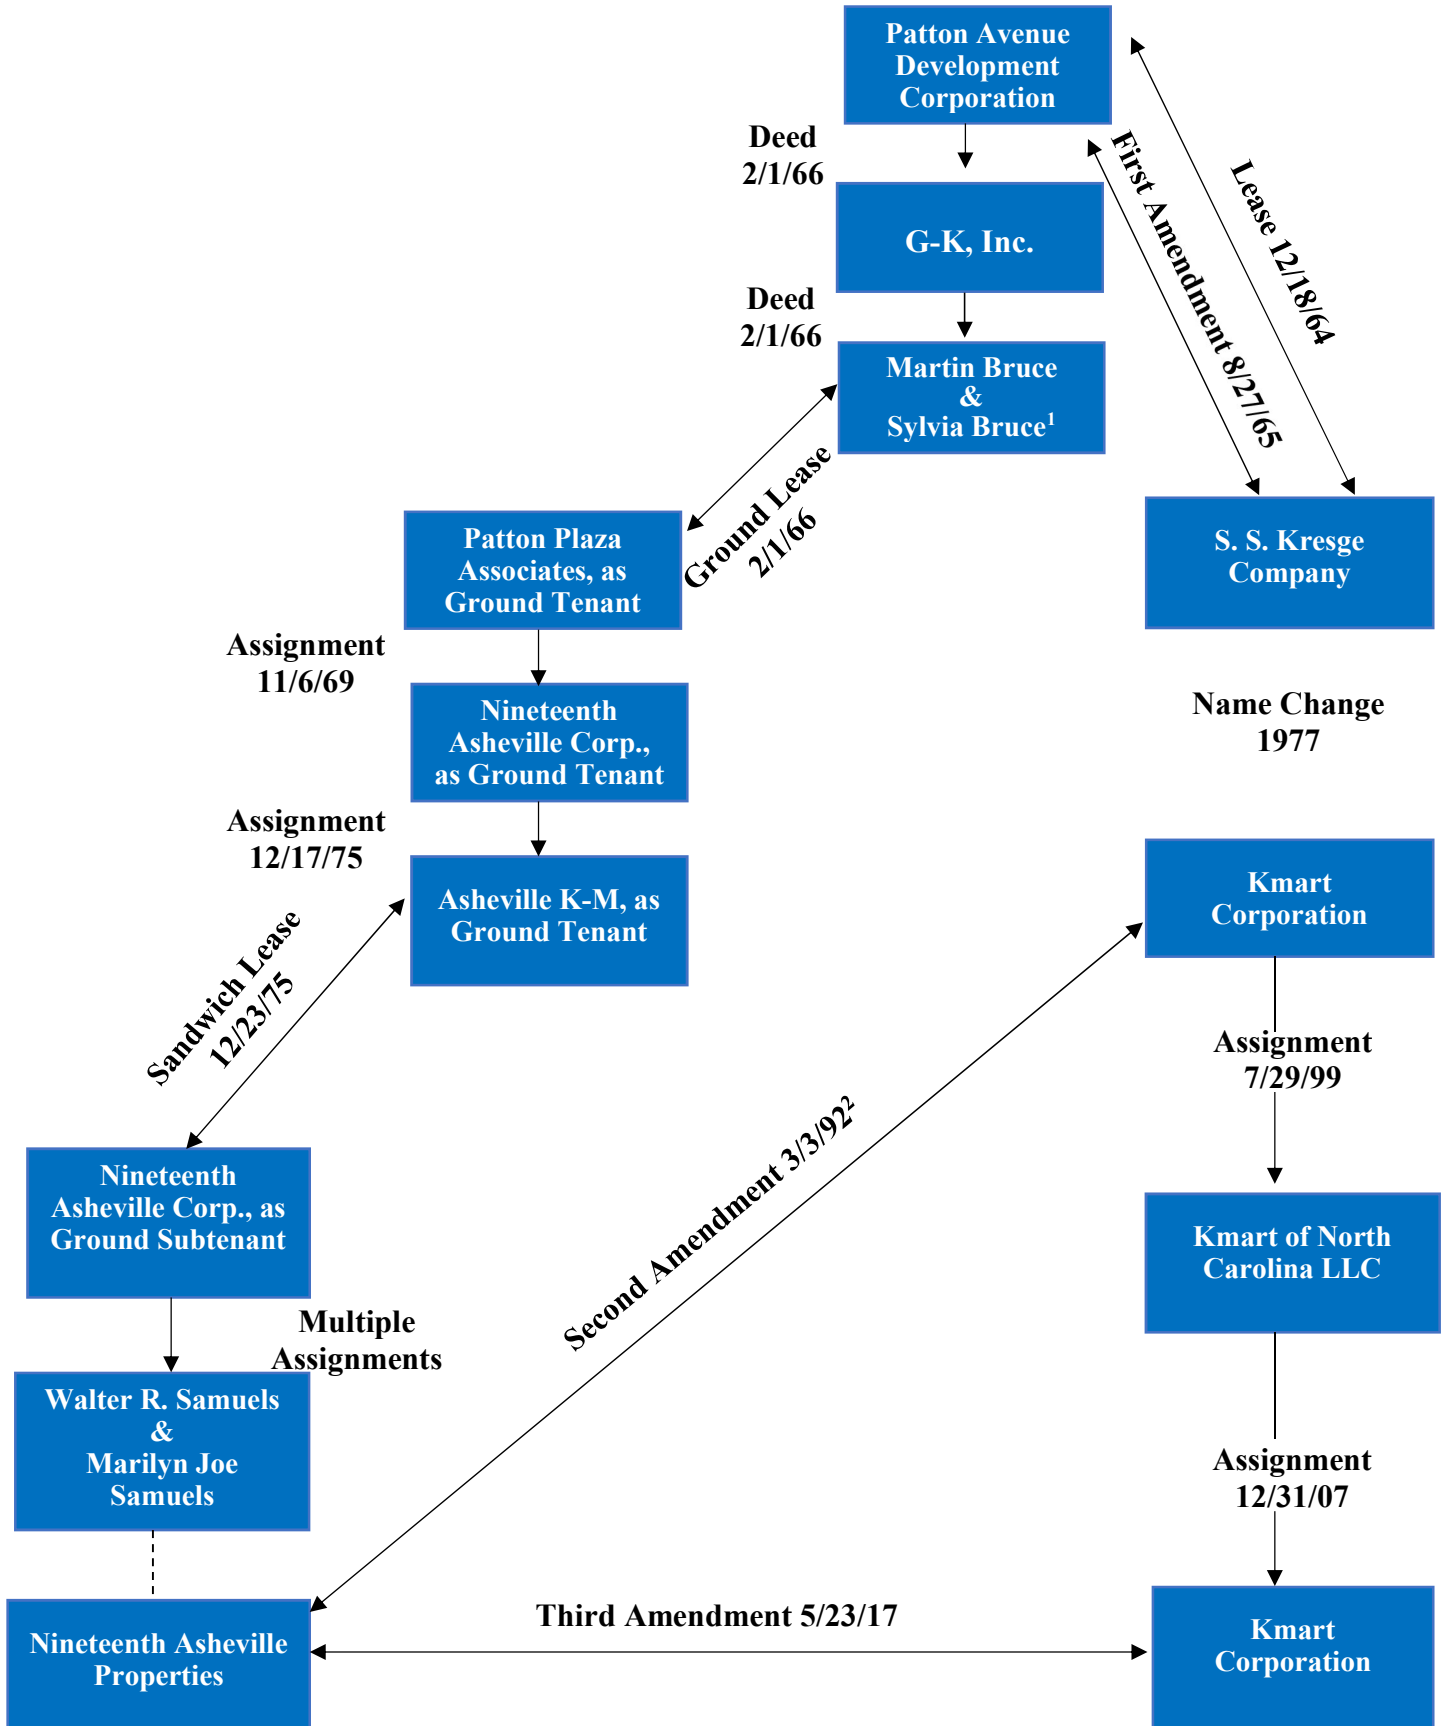 Patton Avenue
Development
Corporation
Deed
2/1/66
First Amendment 8/27/65
Lease 12/18/64
G-K, Inc.
Deed
2/1/66
Martin Bruce
&
Sylvia Bruce¹
Ground Lease
2/1/66
Patton Plaza
Associates, as
Ground Tenant
S. S. Kresge
Company
Assignment
11/6/69
Nineteenth
Asheville Corp.,
as Ground Tenant
Name Change
1977
Assignment
12/17/75
Asheville K-M, as
Ground Tenant
Kmart
Corporation
Sandwich Lease
12/23/75
Assignment
7/29/99
Second Amendment 3/3/92²
Nineteenth
Asheville Corp., as
Ground Subtenant
Kmart of North
Carolina LLC
Multiple
Assignments
Walter R. Samuels
&
Marilyn Joe
Samuels
Assignment
12/31/07
Nineteenth Asheville
Properties
Third Amendment 5/23/17
Kmart
Corporation